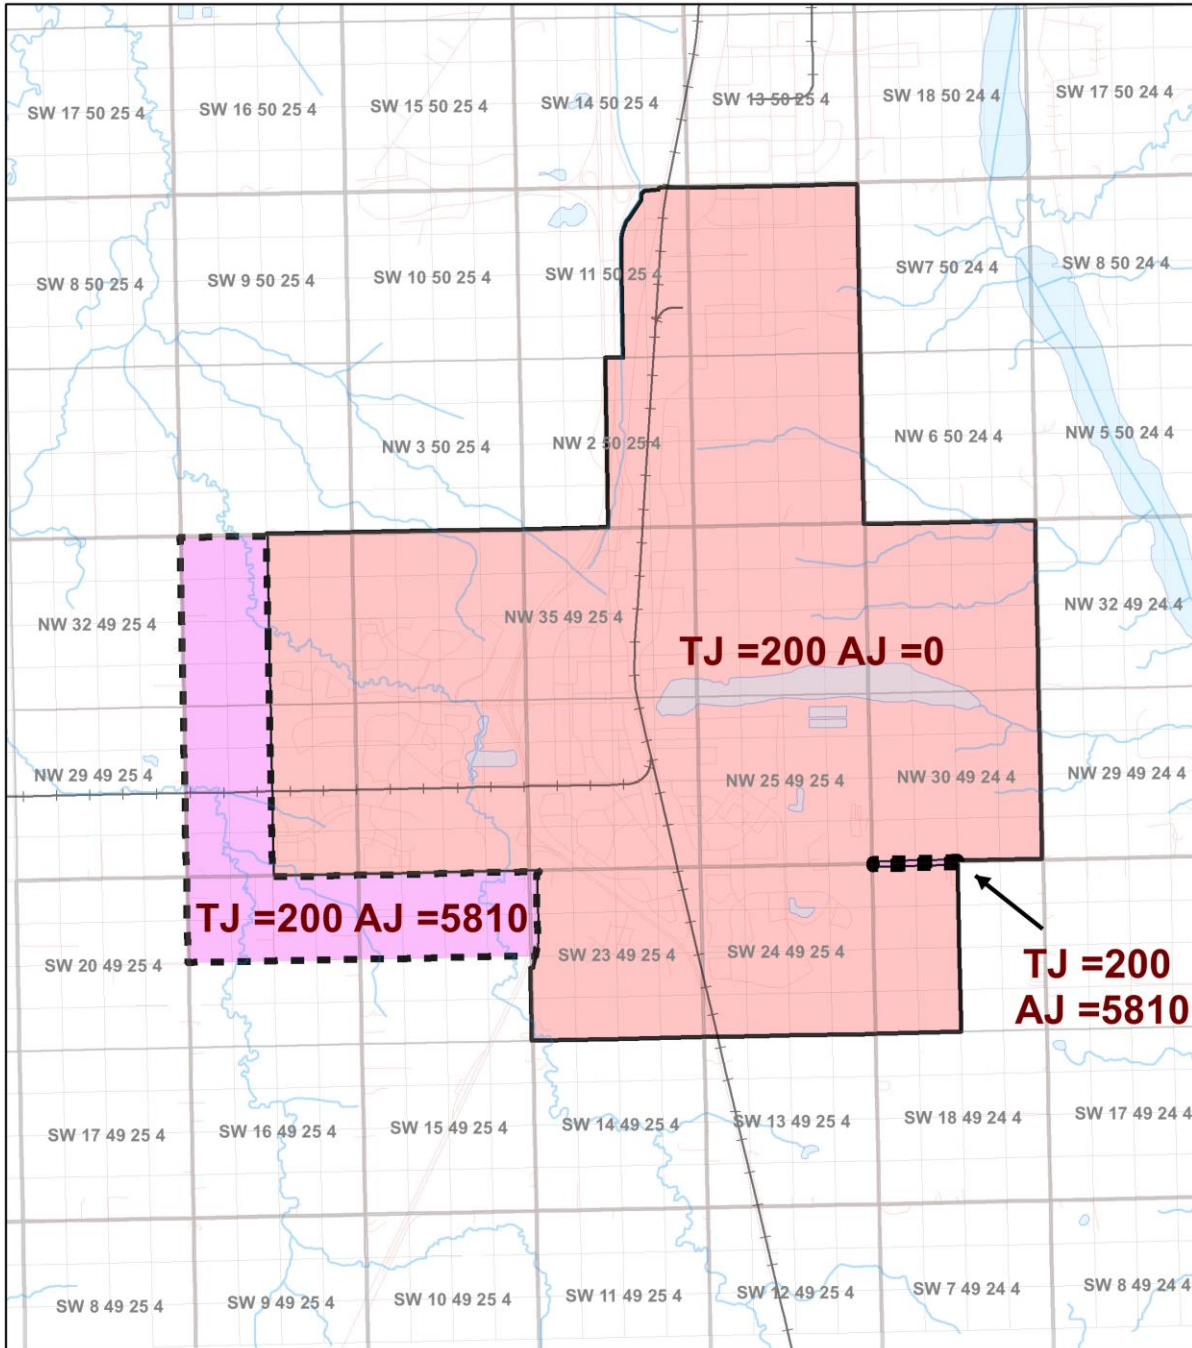 SW 17 50 25 4
SW 16 50 25 4
SW 15 50 25 4
SW 14 50 25 4
SW 13 50 25 4
SW 18 50 24 4
SW 17 50 24 4
SW 8 50 25 4
SW 9 50 25 4
SW 10 50 25 4
SW 11 50 25 4
SW7 50 24 4
SW 8 50 24 4
NW 3 50 25 4
NW 2 50 25 4
NW 6 50 24 4
NW 5 50 24 4
NW 32 49 25 4
NW 35 49 25 4
NW 32 49 24 4
TJ =200 AJ =0
NW 29 49 25 4
NW 25 49 25 4
NW 30 49 24 4
NW 29 49 24 4
TJ =200 AJ =5810
SW 20 49 25 4
SW 23 49 25 4
SW 24 49 25 4
TJ =200
AJ =5810
SW 17 49 25 4
SW 16 49 25 4
SW 15 49 25 4
SW 14 49 25 4
SW 13 49 25 4
SW 18 49 24 4
SW 17 49 24 4
SW 8 49 25 4
SW 9 49 25 4
SW 10 49 25 4
SW 11 49 25 4
SW 12 49 25 4
SW 7 49 24 4
SW 8 49 24 4